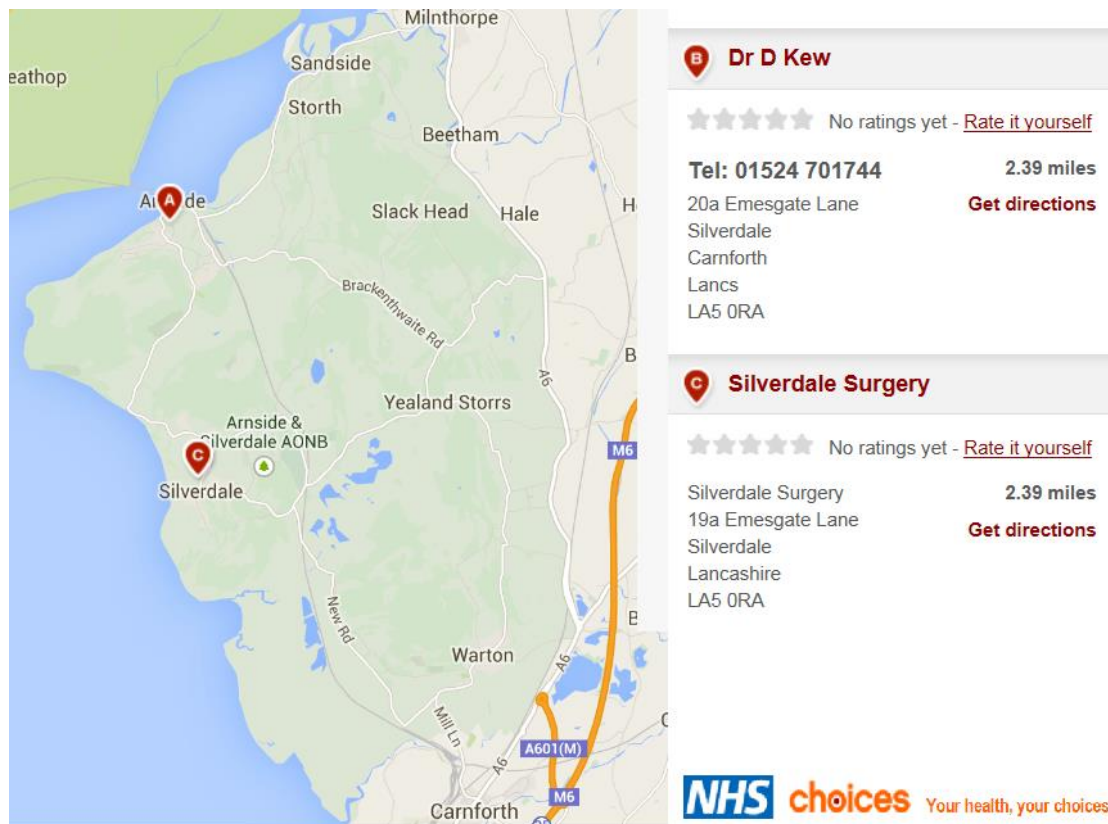 Milnthorpe
eathop
Sandside
Storth
Beetham
A
Slack Head
Hale
H
Brackenthwaite Rd
B
A6
Yealand Storrs
Arnside &
Silverdale AONB
C
M6
Silverdale
New Rd
B
Warton
A6
Mill Ln
A601(M)
A6
M6
Carnforth
B Dr D Kew
No ratings yet - Rate it yourself
Tel: 01524 701744 2.39 miles
20a Emesgate Lane Get directions
Silverdale
Carnforth
Lancs
LA5 0RA
C Silverdale Surgery
No ratings yet - Rate it yourself
Silverdale Surgery 2.39 miles
19a Emesgate Lane Get directions
Silverdale
Lancashire
LA5 0RA
NHS choices Your health, your choices